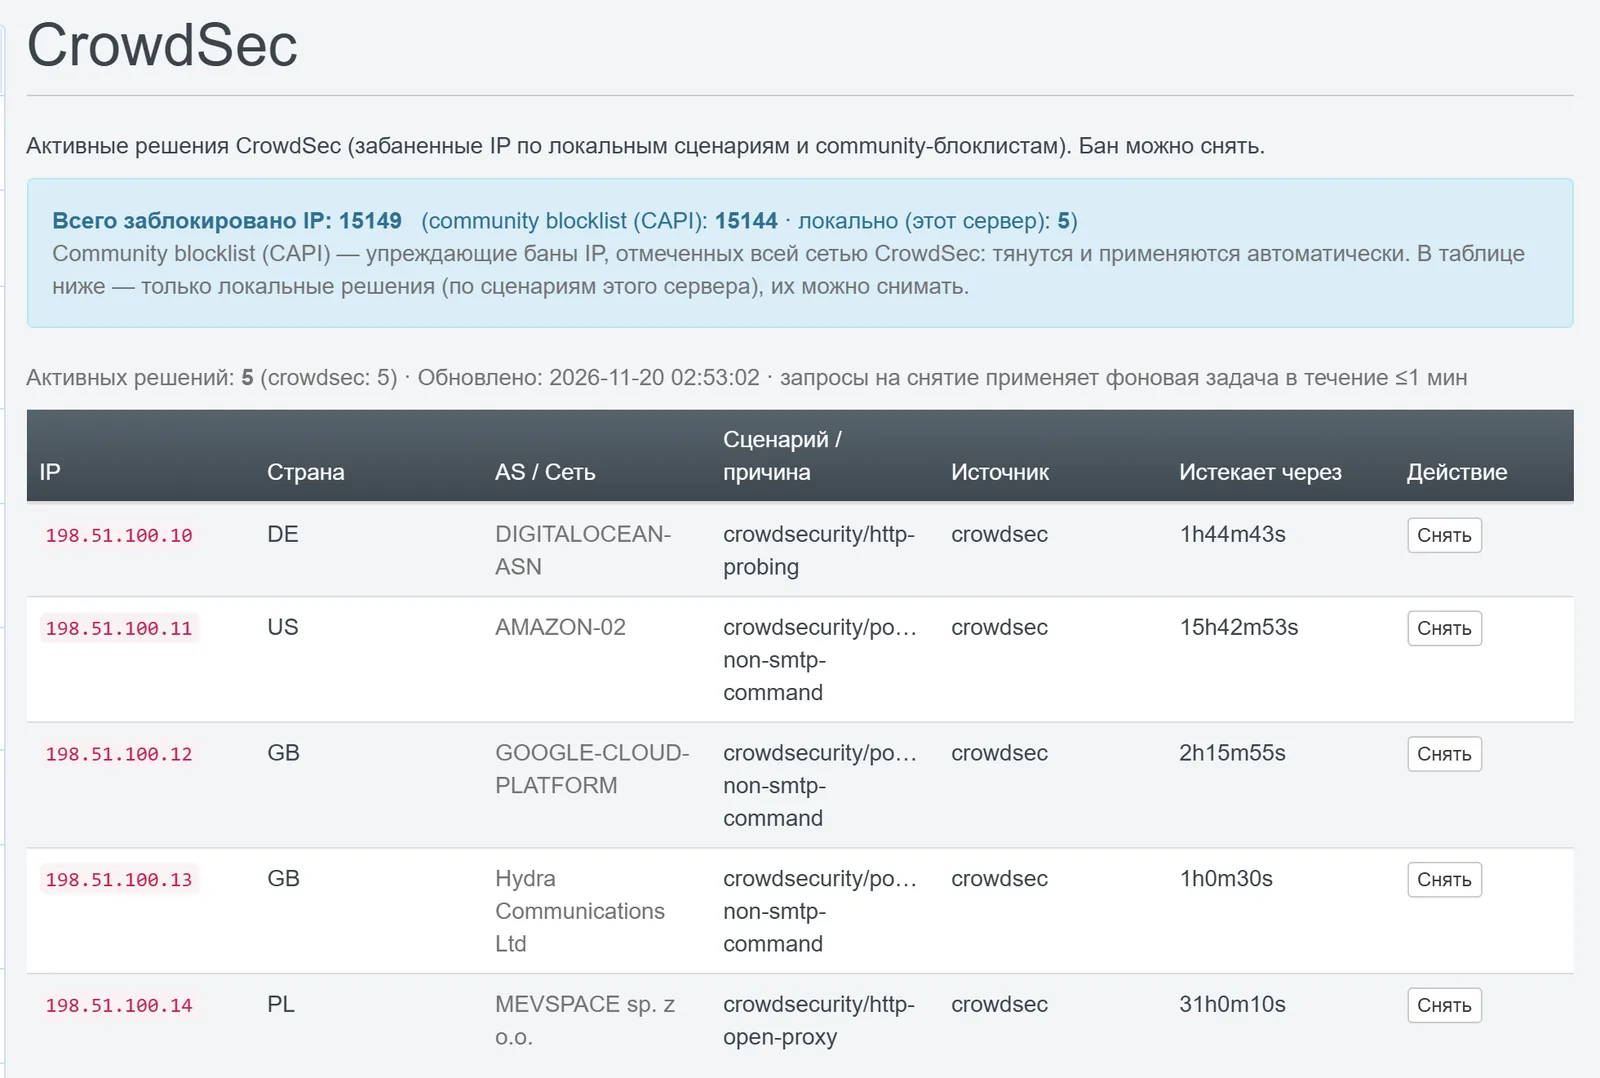 CrowdSec
Активные решения CrowdSec (забаненные IP по локальным сценариям и community-блоклистам). Бан можно снять.
Всего заблокировано IP: 15149 (community blocklist (CAPI): 15144 · локально (этот сервер): 5)
Community blocklist (CAPI) — упреждающие баны IP, отмеченных всей сетью CrowdSec: тянутся и применяются автоматически. В таблице
ниже — только локальные решения (по сценариям этого сервера), их можно снимать.
Активных решений: 5 (crowdsec: 5) · Обновлено: 2026-11-20 02:53:02 · запросы на снятие применяет фоновая задача в течение ≤1 мин
Сценарий /
IP Страна AS / Сеть причина Источник Истекает через Действие
198.51.100.10 DE DIGITALOCEAN- crowdsecurity/http- crowdsec 1h44m43s Снять
ASN probing
198.51.100.11 US AMAZON-02 crowdsecurity/po… crowdsec 15h42m53s Снять
non-smtp-
command
198.51.100.12 GB GOOGLE-CLOUD- crowdsecurity/po… crowdsec 2h15m55s Снять
PLATFORM non-smtp-
command
198.51.100.13 GB Hydra crowdsecurity/po… crowdsec 1h0m30s Снять
Communications non-smtp-
Ltd command
198.51.100.14 PL MEVSPACE sp. z crowdsecurity/http- crowdsec 31h0m10s Снять
o.o. open-proxy